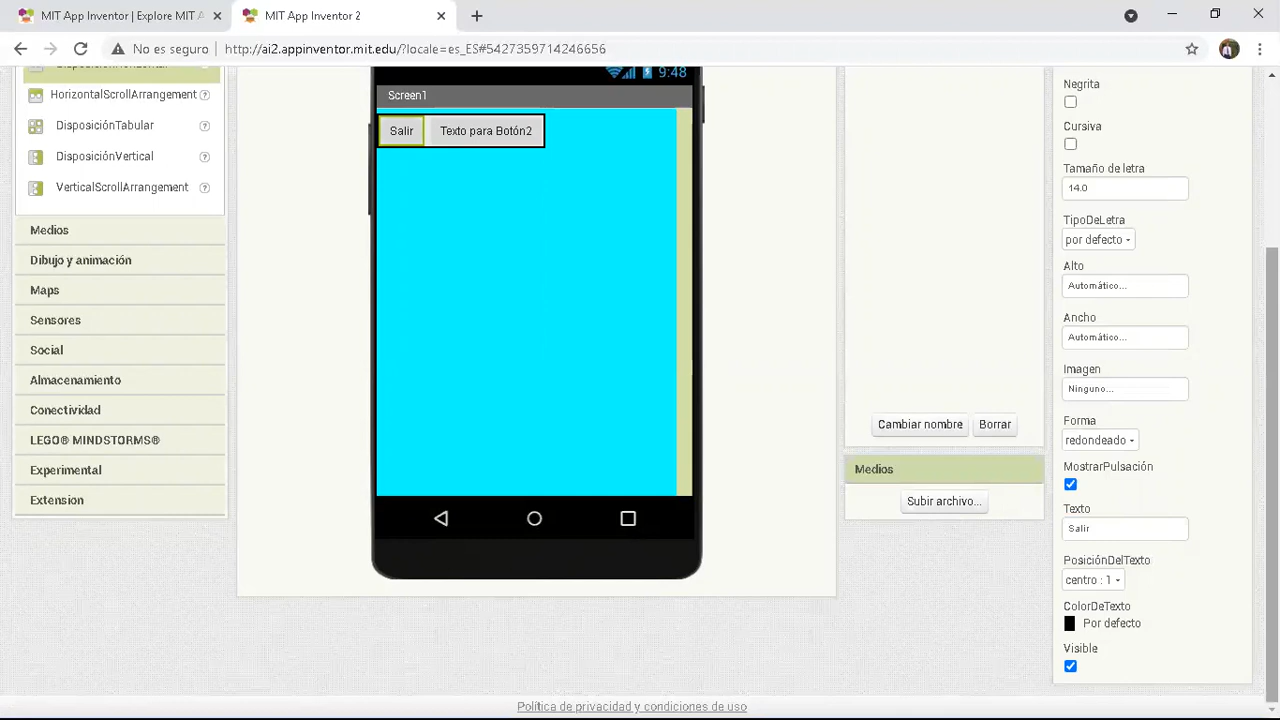 MIT App Inventor | Explore MIT A
MIT App Inventor 2
No es seguro
http://ai2.appinventor.mit.edu/?locale=es_ES#5427359714246656
HorizontalScrollArrangement
DisposiciónTabular
DisposiciónVertical
VerticalScrollArrangement
Medios
Dibujo y animación
Maps
Sensores
Social
Almacenamiento
Conectividad
LEGO® MINDSTORMS®
Experimental
Extension
9:48
Screen1
Salir
Texto para Botón2
Cambiar nombre
Borrar
Medios
Subir archivo...
Negrita
Cursiva
Tamaño de letra
14.0
TipoDeLetra
por defecto
Alto
Automático...
Ancho
Automático...
Imagen
Ninguno...
Forma
redondeado
MostrarPulsación
Texto
Salir
PosiciónDelTexto
centro : 1
ColorDeTexto
Por defecto
Visible
Política de privacidad y condiciones de uso